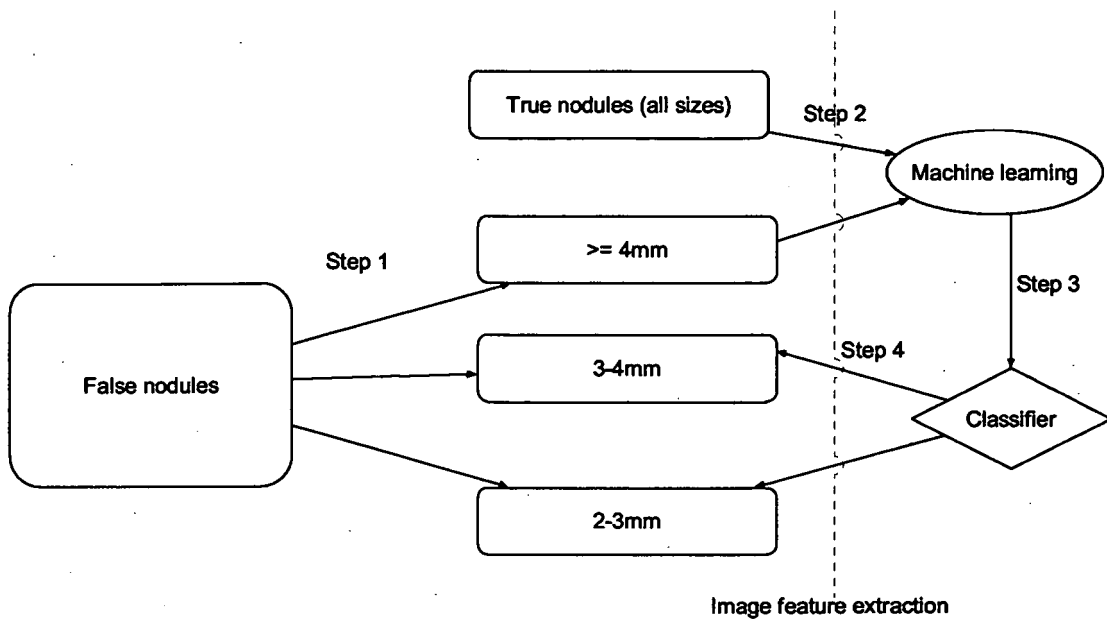 True nodules (all sizes)
Step 2
Machine learning
>= 4mm
Step 1
Step 3
False nodules
3-4mm
Step 4
Classifier
2-3mm
Image feature extraction